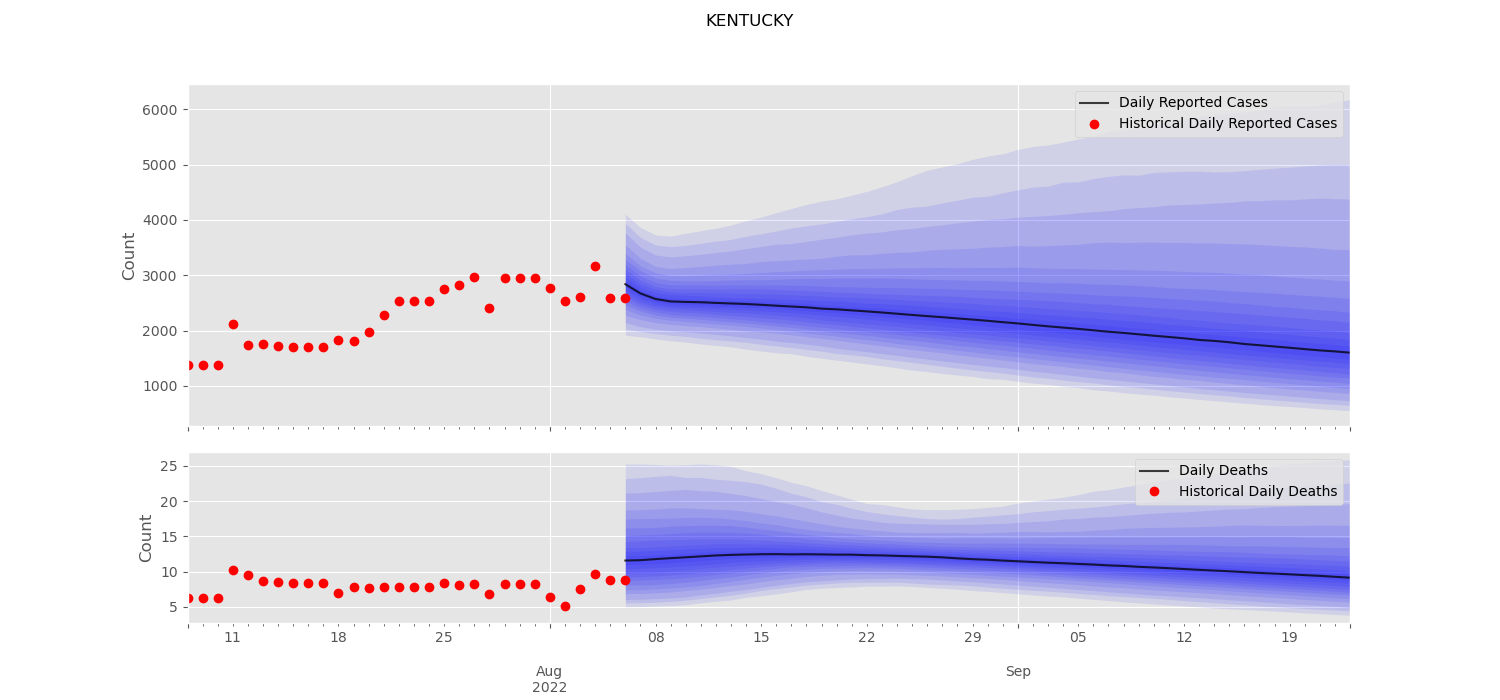 KENTUCKY
Count
6000
5000
4000
3000
2000
1000
Daily Reported Cases
Historical Daily Reported Cases
Count
25
20
15
10
5
Daily Deaths
Historical Daily Deaths
11 18 25 08 15 22 29 05 12 19
Aug Sep
2022